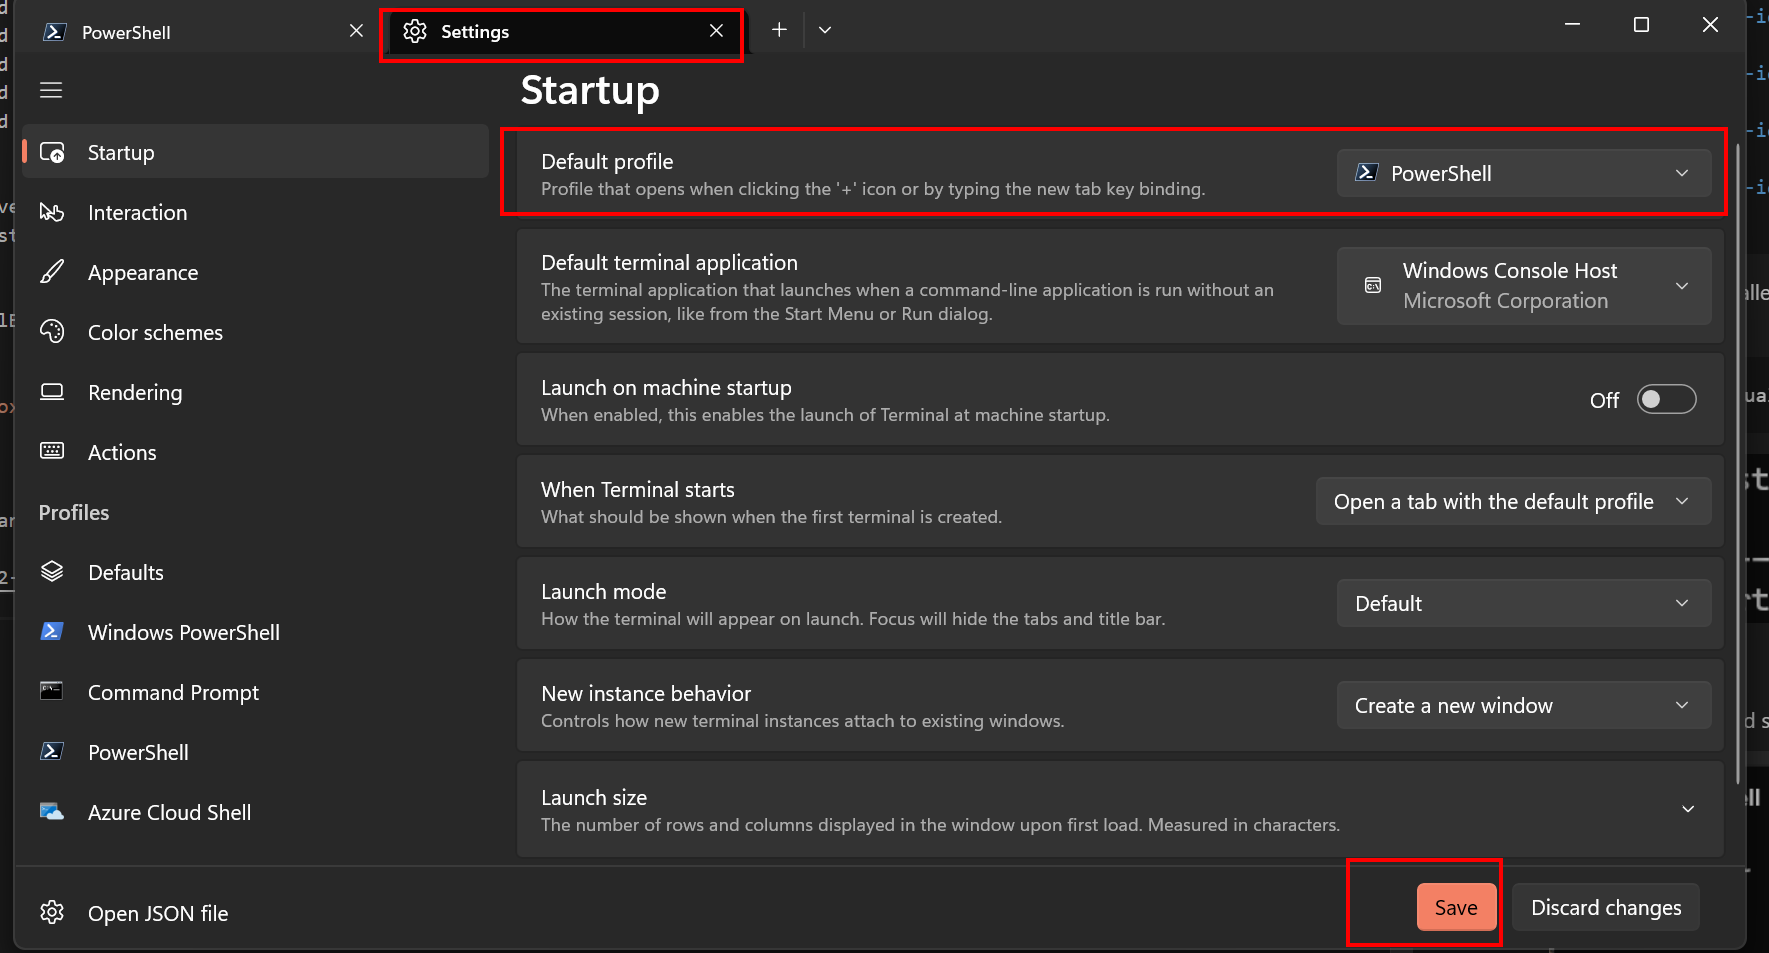 PowerShell
Settings
Startup
Startup
Default profile
Profile that opens when clicking the '+' icon or by typing the new tab key binding.
PowerShell
Interaction
Appearance
Default terminal application
The terminal application that launches when a command-line application is run without an
existing session, like from the Start Menu or Run dialog.
Windows Console Host
Microsoft Corporation
Color schemes
Rendering
Launch on machine startup
When enabled, this enables the launch of Terminal at machine startup.
Off
Actions
When Terminal starts
What should be shown when the first terminal is created.
Open a tab with the default profile
Profiles
Defaults
Launch mode
How the terminal will appear on launch. Focus will hide the tabs and title bar.
Default
Windows PowerShell
Command Prompt
New instance behavior
Controls how new terminal instances attach to existing windows.
Create a new window
PowerShell
Azure Cloud Shell
Launch size
The number of rows and columns displayed in the window upon first load. Measured in characters.
Open JSON file
Save
Discard changes